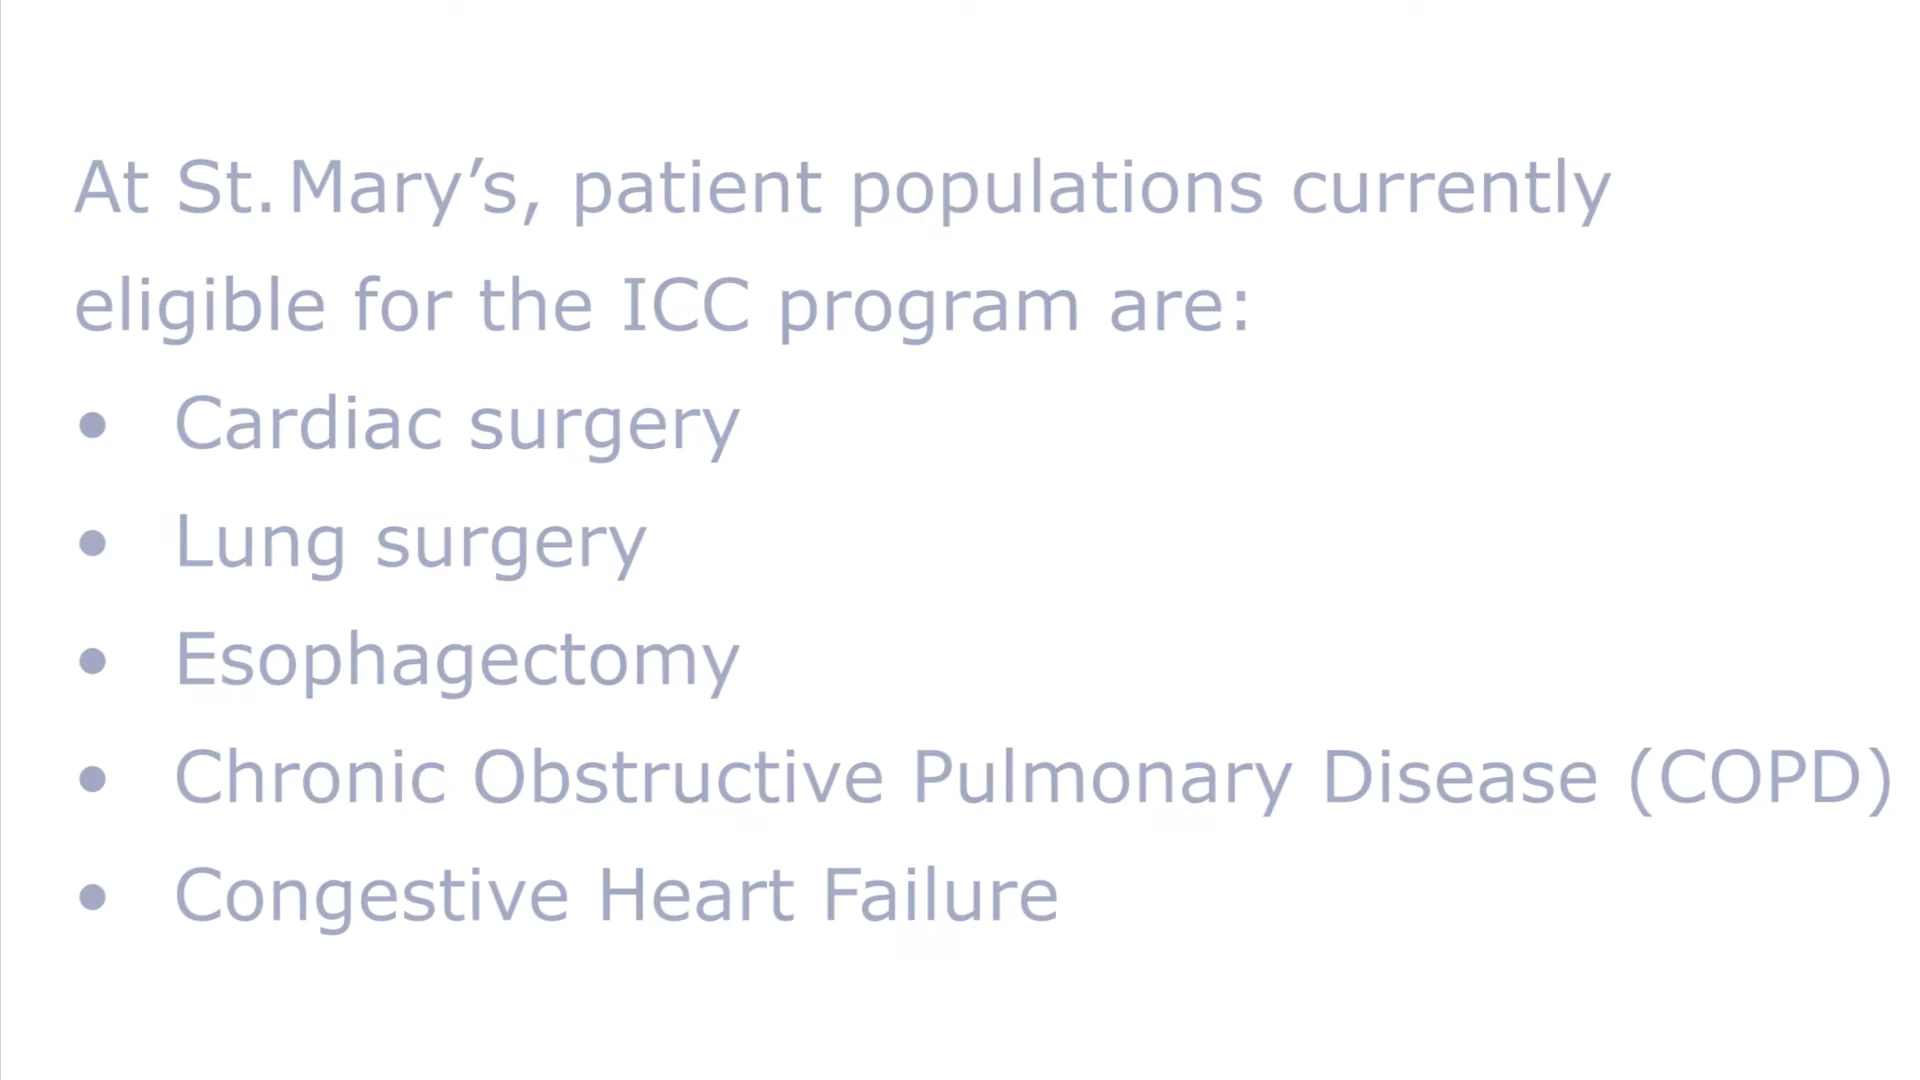 At St. Mary’s, patient populations currently
eligible for the ICC program are:
• Cardiac surgery
• Lung surgery
• Esophagectomy
• Chronic Obstructive Pulmonary Disease (COPD)
• Congestive Heart Failure